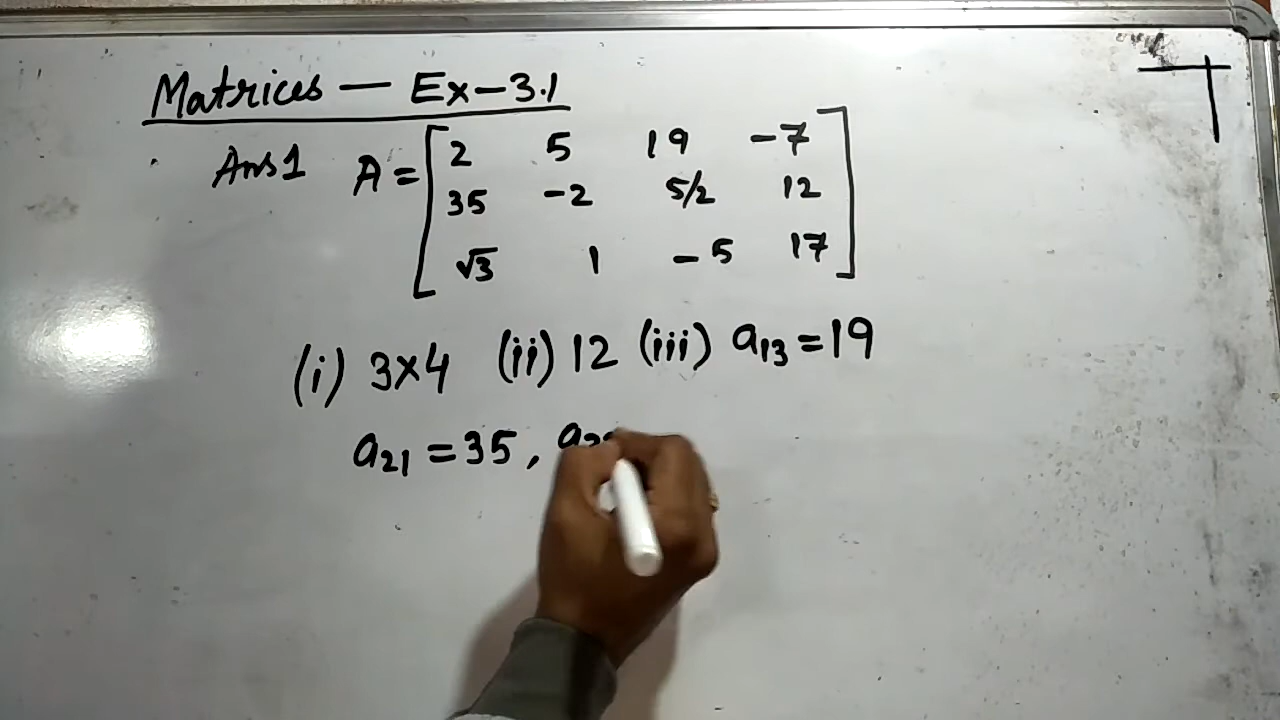 Matrices — Ex-3.1
Ans1 A = [2 5 19 -7
35 -2 5/2 12
√3 1 -5 17]
(i) 3×4 (ii) 12 (iii) a₁₃ = 19
a₂₁ = 35 ,